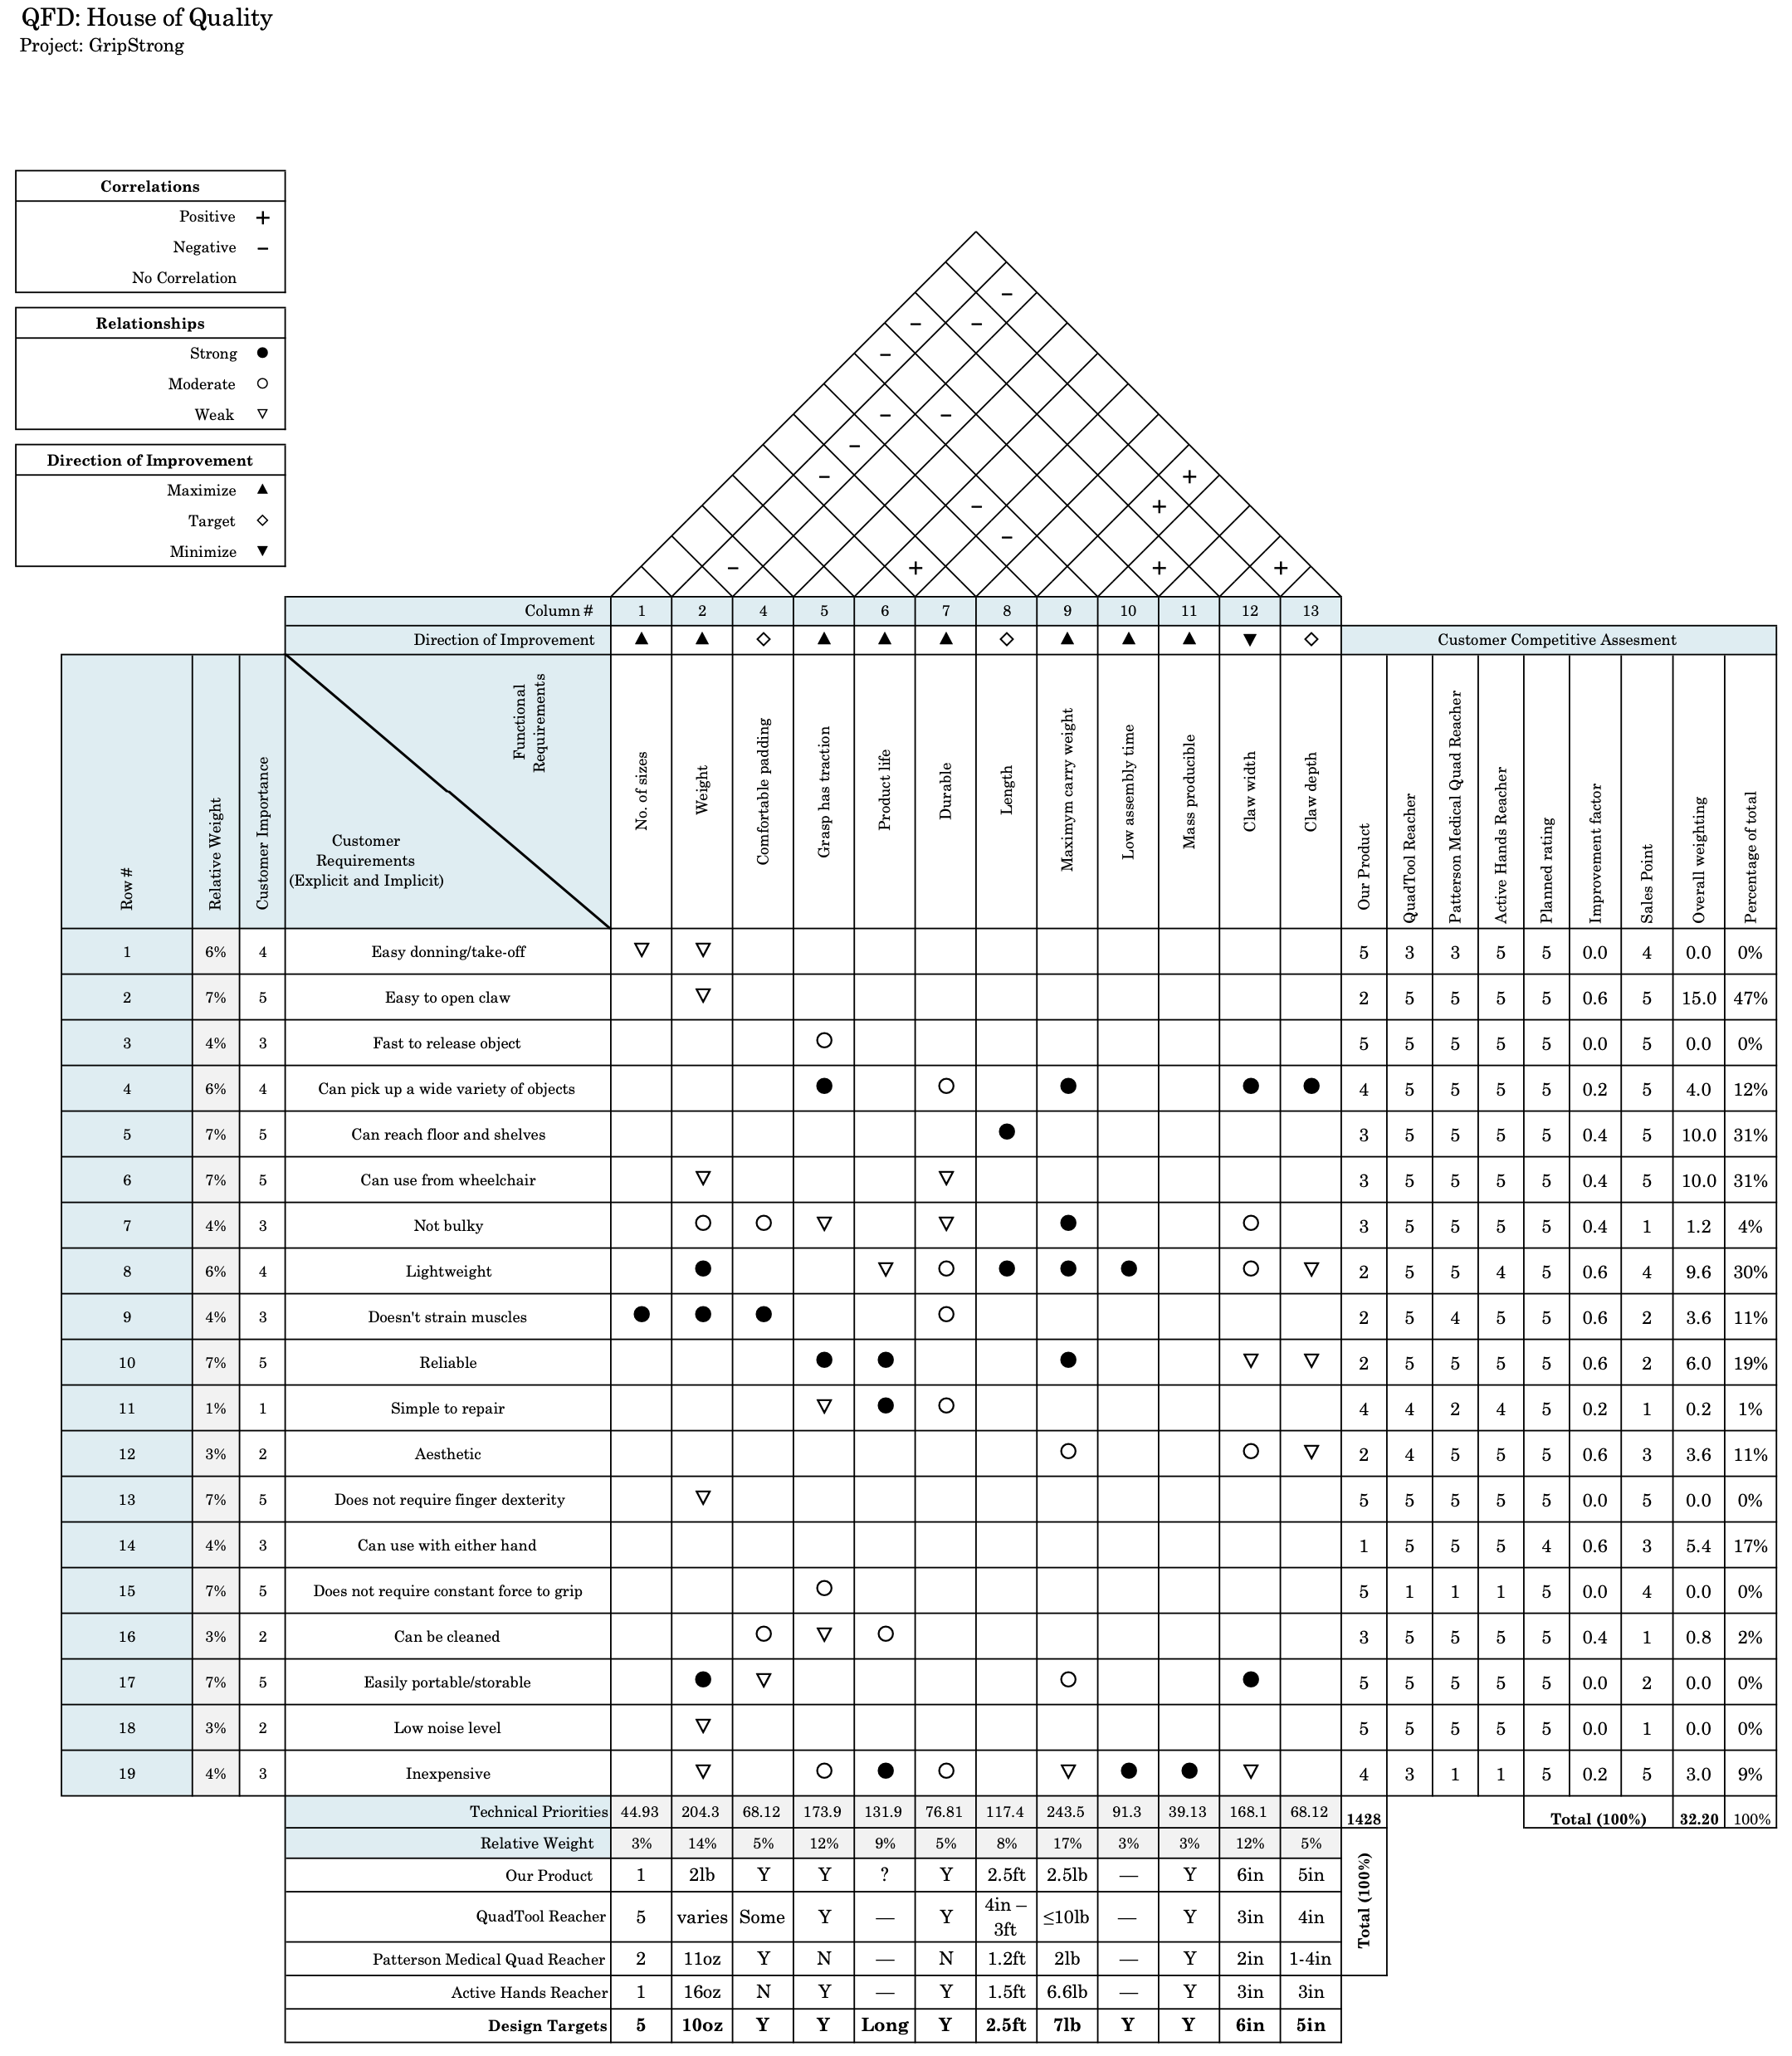 QFD: House of Quality
Project: GripStrong
Correlations
Positive +
Negative −
No Correlation
Relationships
Strong ●
Moderate ○
Weak ▽
Direction of Improvement
Maximize ▲
Target ◇
Minimize ▼
− 
− −
−
− −
−
− +
− +
−
− + + +
Column # 1 2 4 5 6 7 8 9 10 11 12 13
Direction of Improvement ▲ ▲ ◇ ▲ ▲ ▲ ◇ ▲ ▲ ▲ ▼ ◇ Customer Competitive Assesment
Row #
Relative Weight
Customer Importance
Customer
Requirements
(Explicit and Implicit)
Functional
Requirements
No. of sizes
Weight
Comfortable padding
Grasp has traction
Product life
Durable
Length
Maximym carry weight
Low assembly time
Mass producible
Claw width
Claw depth
Our Product
QuadTool Reacher
Patterson Medical Quad Reacher
Active Hands Reacher
Planned rating
Improvement factor
Sales Point
Overall weighting
Percentage of total
1 6% 4 Easy donning/take-off ▽ ▽ 5 3 3 5 5 0.0 4 0.0 0%
2 7% 5 Easy to open claw ▽ 2 5 5 5 5 0.6 5 15.0 47%
3 4% 3 Fast to release object ○ 5 5 5 5 5 0.0 5 0.0 0%
4 6% 4 Can pick up a wide variety of objects ● ○ ● ● ● 4 5 5 5 5 0.2 5 4.0 12%
5 7% 5 Can reach floor and shelves ● 3 5 5 5 5 0.4 5 10.0 31%
6 7% 5 Can use from wheelchair ▽ ▽ 3 5 5 5 5 0.4 5 10.0 31%
7 4% 3 Not bulky ○ ○ ▽ ▽ ● ○ 3 5 5 5 5 0.4 1 1.2 4%
8 6% 4 Lightweight ● ▽ ○ ● ● ● ○ ▽ 2 5 5 4 5 0.6 4 9.6 30%
9 4% 3 Doesn't strain muscles ● ● ● ○ 2 5 4 5 5 0.6 2 3.6 11%
10 7% 5 Reliable ● ● ● ▽ ▽ 2 5 5 5 5 0.6 2 6.0 19%
11 1% 1 Simple to repair ▽ ● ○ 4 4 2 4 5 0.2 1 0.2 1%
12 3% 2 Aesthetic ○ ○ ▽ 2 4 5 5 5 0.6 3 3.6 11%
13 7% 5 Does not require finger dexterity ▽ 5 5 5 5 5 0.0 5 0.0 0%
14 4% 3 Can use with either hand 1 5 5 5 4 0.6 3 5.4 17%
15 7% 5 Does not require constant force to grip ○ 5 1 1 1 5 0.0 4 0.0 0%
16 3% 2 Can be cleaned ○ ▽ ○ 3 5 5 5 5 0.4 1 0.8 2%
17 7% 5 Easily portable/storable ● ▽ ○ ● 5 5 5 5 5 0.0 2 0.0 0%
18 3% 2 Low noise level ▽ 5 5 5 5 5 0.0 1 0.0 0%
19 4% 3 Inexpensive ▽ ○ ● ○ ▽ ● ● ▽ 4 3 1 1 5 0.2 5 3.0 9%
Technical Priorities 44.93 204.3 68.12 173.9 131.9 76.81 117.4 243.5 91.3 39.13 168.1 68.12 1428 Total (100%) 32.20 100%
Relative Weight 3% 14% 5% 12% 9% 5% 8% 17% 3% 3% 12% 5%
Total (100%)
Our Product 1 2lb Y Y ? Y 2.5ft 2.5lb — Y 6in 5in
QuadTool Reacher 5 varies Some Y — Y 4in – 3ft ≤10lb — Y 3in 4in
Patterson Medical Quad Reacher 2 11oz Y N — N 1.2ft 2lb — Y 2in 1-4in
Active Hands Reacher 1 16oz N Y — Y 1.5ft 6.6lb — Y 3in 3in
Design Targets 5 10oz Y Y Long Y 2.5ft 7lb Y Y 6in 5in